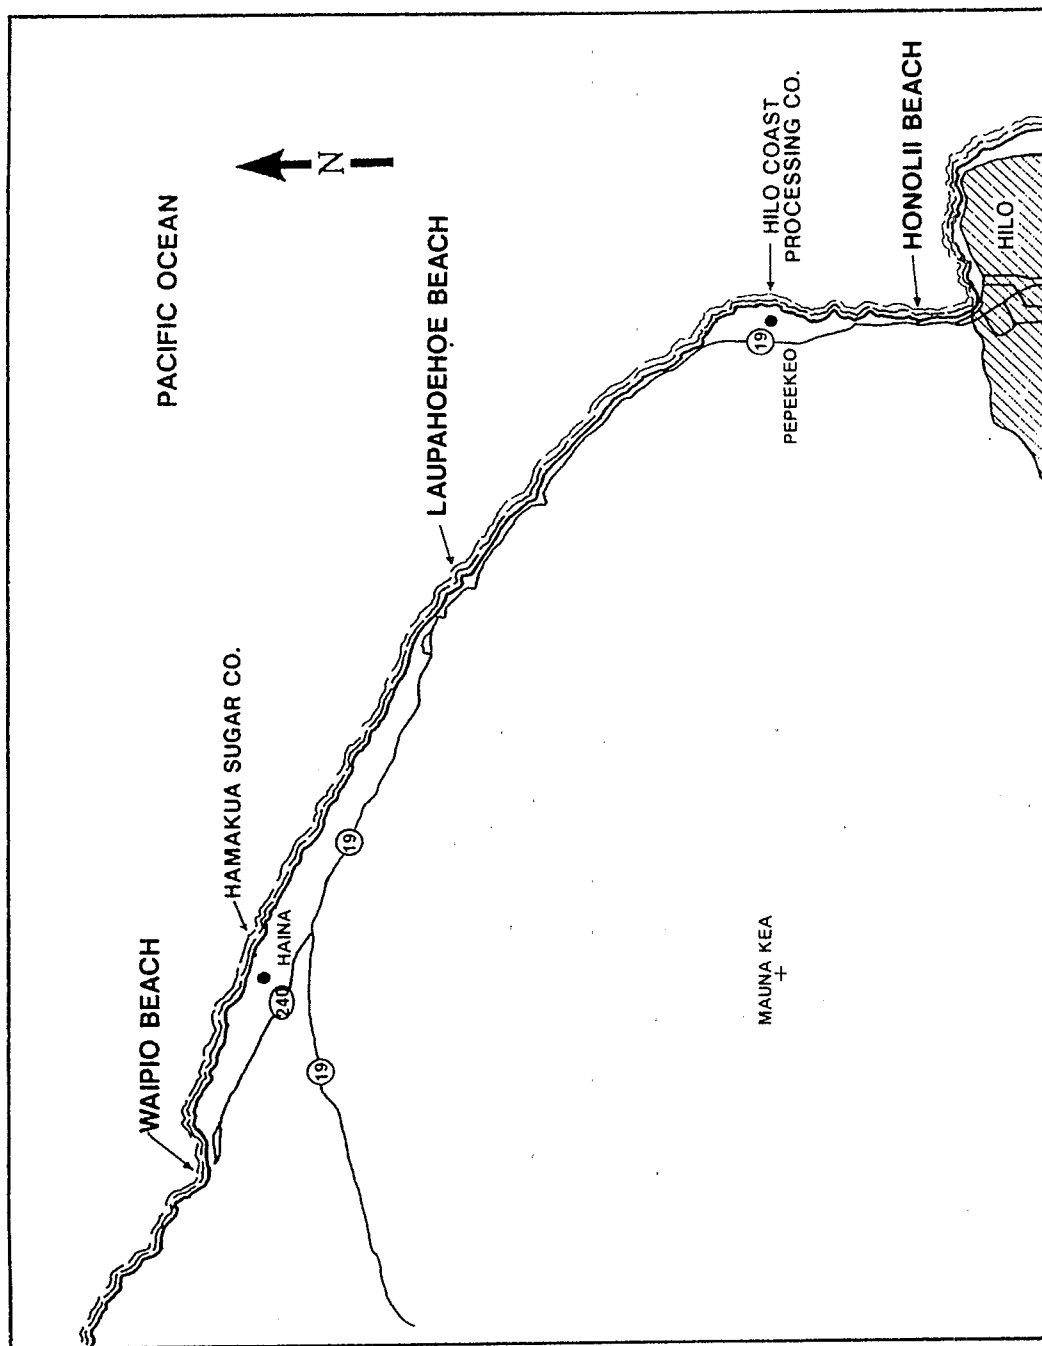 PACIFIC OCEAN
N
WAIPIO BEACH
HAMAKUA SUGAR CO.
HAINA
240
19
19
LAUPAHOEHOE BEACH
HILO COAST
PROCESSING CO.
19
PEPEEKEO
HONOLII BEACH
HILO
MAUNA KEA